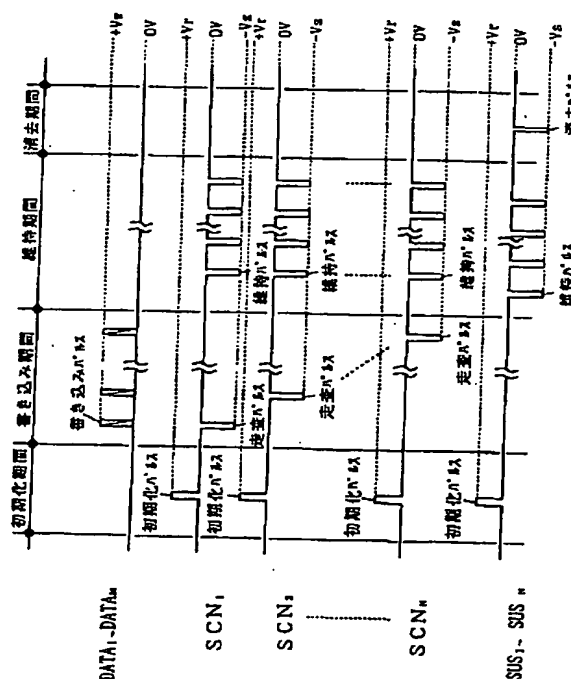 初期化期間 書き込み期間 維持期間 消去期間
DATA₁~DATA_M 書き込みパルス 0V
SCN₁ 初期化パルス 走査パルス 維持パルス +Vr 0V -Vs
SCN₂ 初期化パルス 走査パルス 維持パルス +Vr 0V -Vs
SCN_N 初期化パルス 走査パルス 維持パルス +Vr 0V -Vs
SUS₁~SUS_N 初期化パルス 維持パルス +Vr 0V -Vs